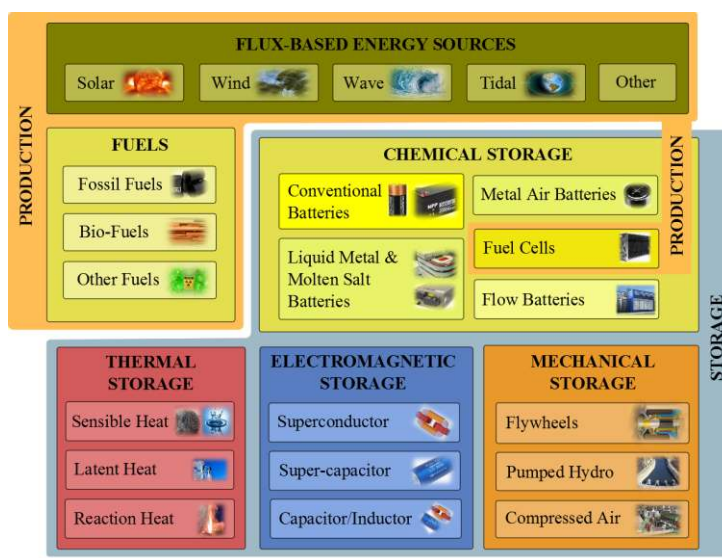 FLUX-BASED ENERGY SOURCES
Solar
Wind
Wave
Tidal
Other
PRODUCTION
FUELS
Fossil Fuels
Bio-Fuels
Other Fuels
CHEMICAL STORAGE
Conventional
Batteries
Metal Air Batteries
Liquid Metal &
Molten Salt
Batteries
Fuel Cells
Flow Batteries
PRODUCTION
STORAGE
THERMAL
STORAGE
Sensible Heat
Latent Heat
Reaction Heat
ELECTROMAGNETIC
STORAGE
Superconductor
Super-capacitor
Capacitor/Inductor
MECHANICAL
STORAGE
Flywheels
Pumped Hydro
Compressed Air